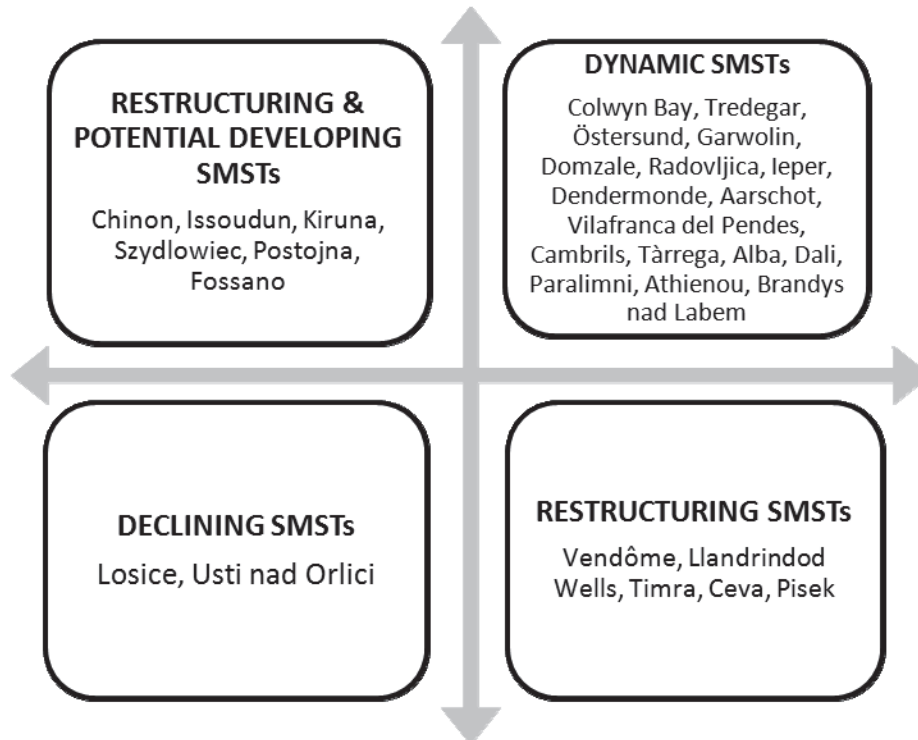 RESTRUCTURING &
POTENTIAL DEVELOPING
SMSTs
Chinon, Issoudun, Kiruna,
Szydlowiec, Postojna,
Fossano
DYNAMIC SMSTs
Colwyn Bay, Tredegar,
Östersund, Garwolin,
Domzale, Radovljica, Ieper,
Dendermonde, Aarschot,
Vilafranca del Pendes,
Cambrils, Tàrrega, Alba, Dali,
Paralimni, Athienou, Brandys
nad Labem
DECLINING SMSTs
Losice, Usti nad Orlici
RESTRUCTURING SMSTs
Vendôme, Llandrindod
Wells, Timra, Ceva, Pisek